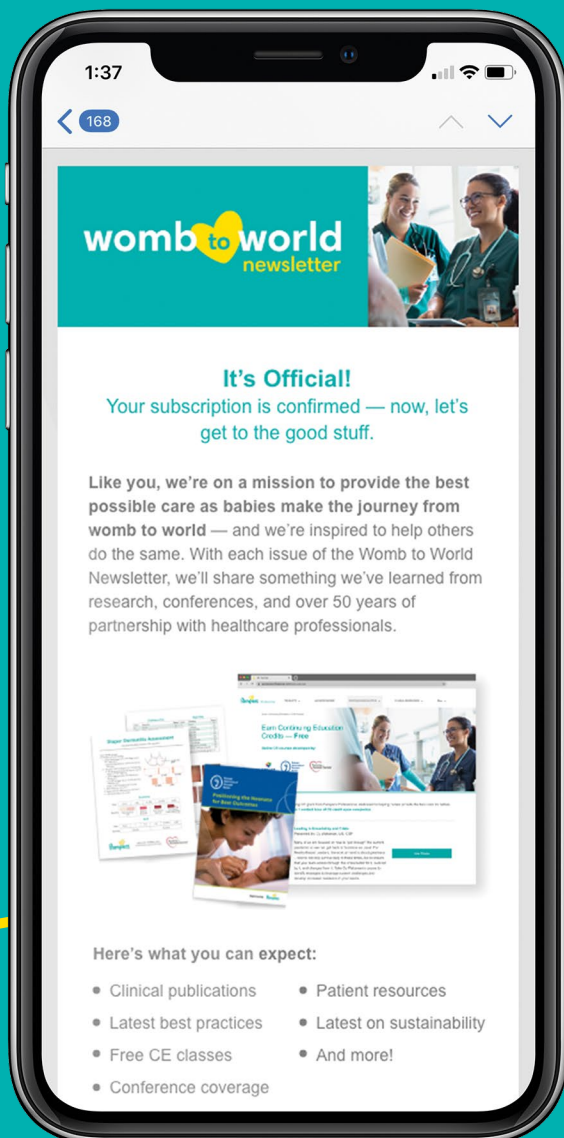 1:37
168
womb to world
newsletter
It's Official!
Your subscription is confirmed — now, let's
get to the good stuff.
Like you, we're on a mission to provide the best
possible care as babies make the journey from
womb to world — and we're inspired to help others
do the same. With each issue of the Womb to World
Newsletter, we'll share something we've learned from
research, conferences, and over 50 years of
partnership with healthcare professionals.
Diaper Dermatitis Assessment
Pampers
Positioning the Neonate
for Best Outcomes
Pampers
Earn Continuing Education
Credits — Free
Here's what you can expect:
• Clinical publications
• Latest best practices
• Free CE classes
• Conference coverage
• Patient resources
• Latest on sustainability
• And more!